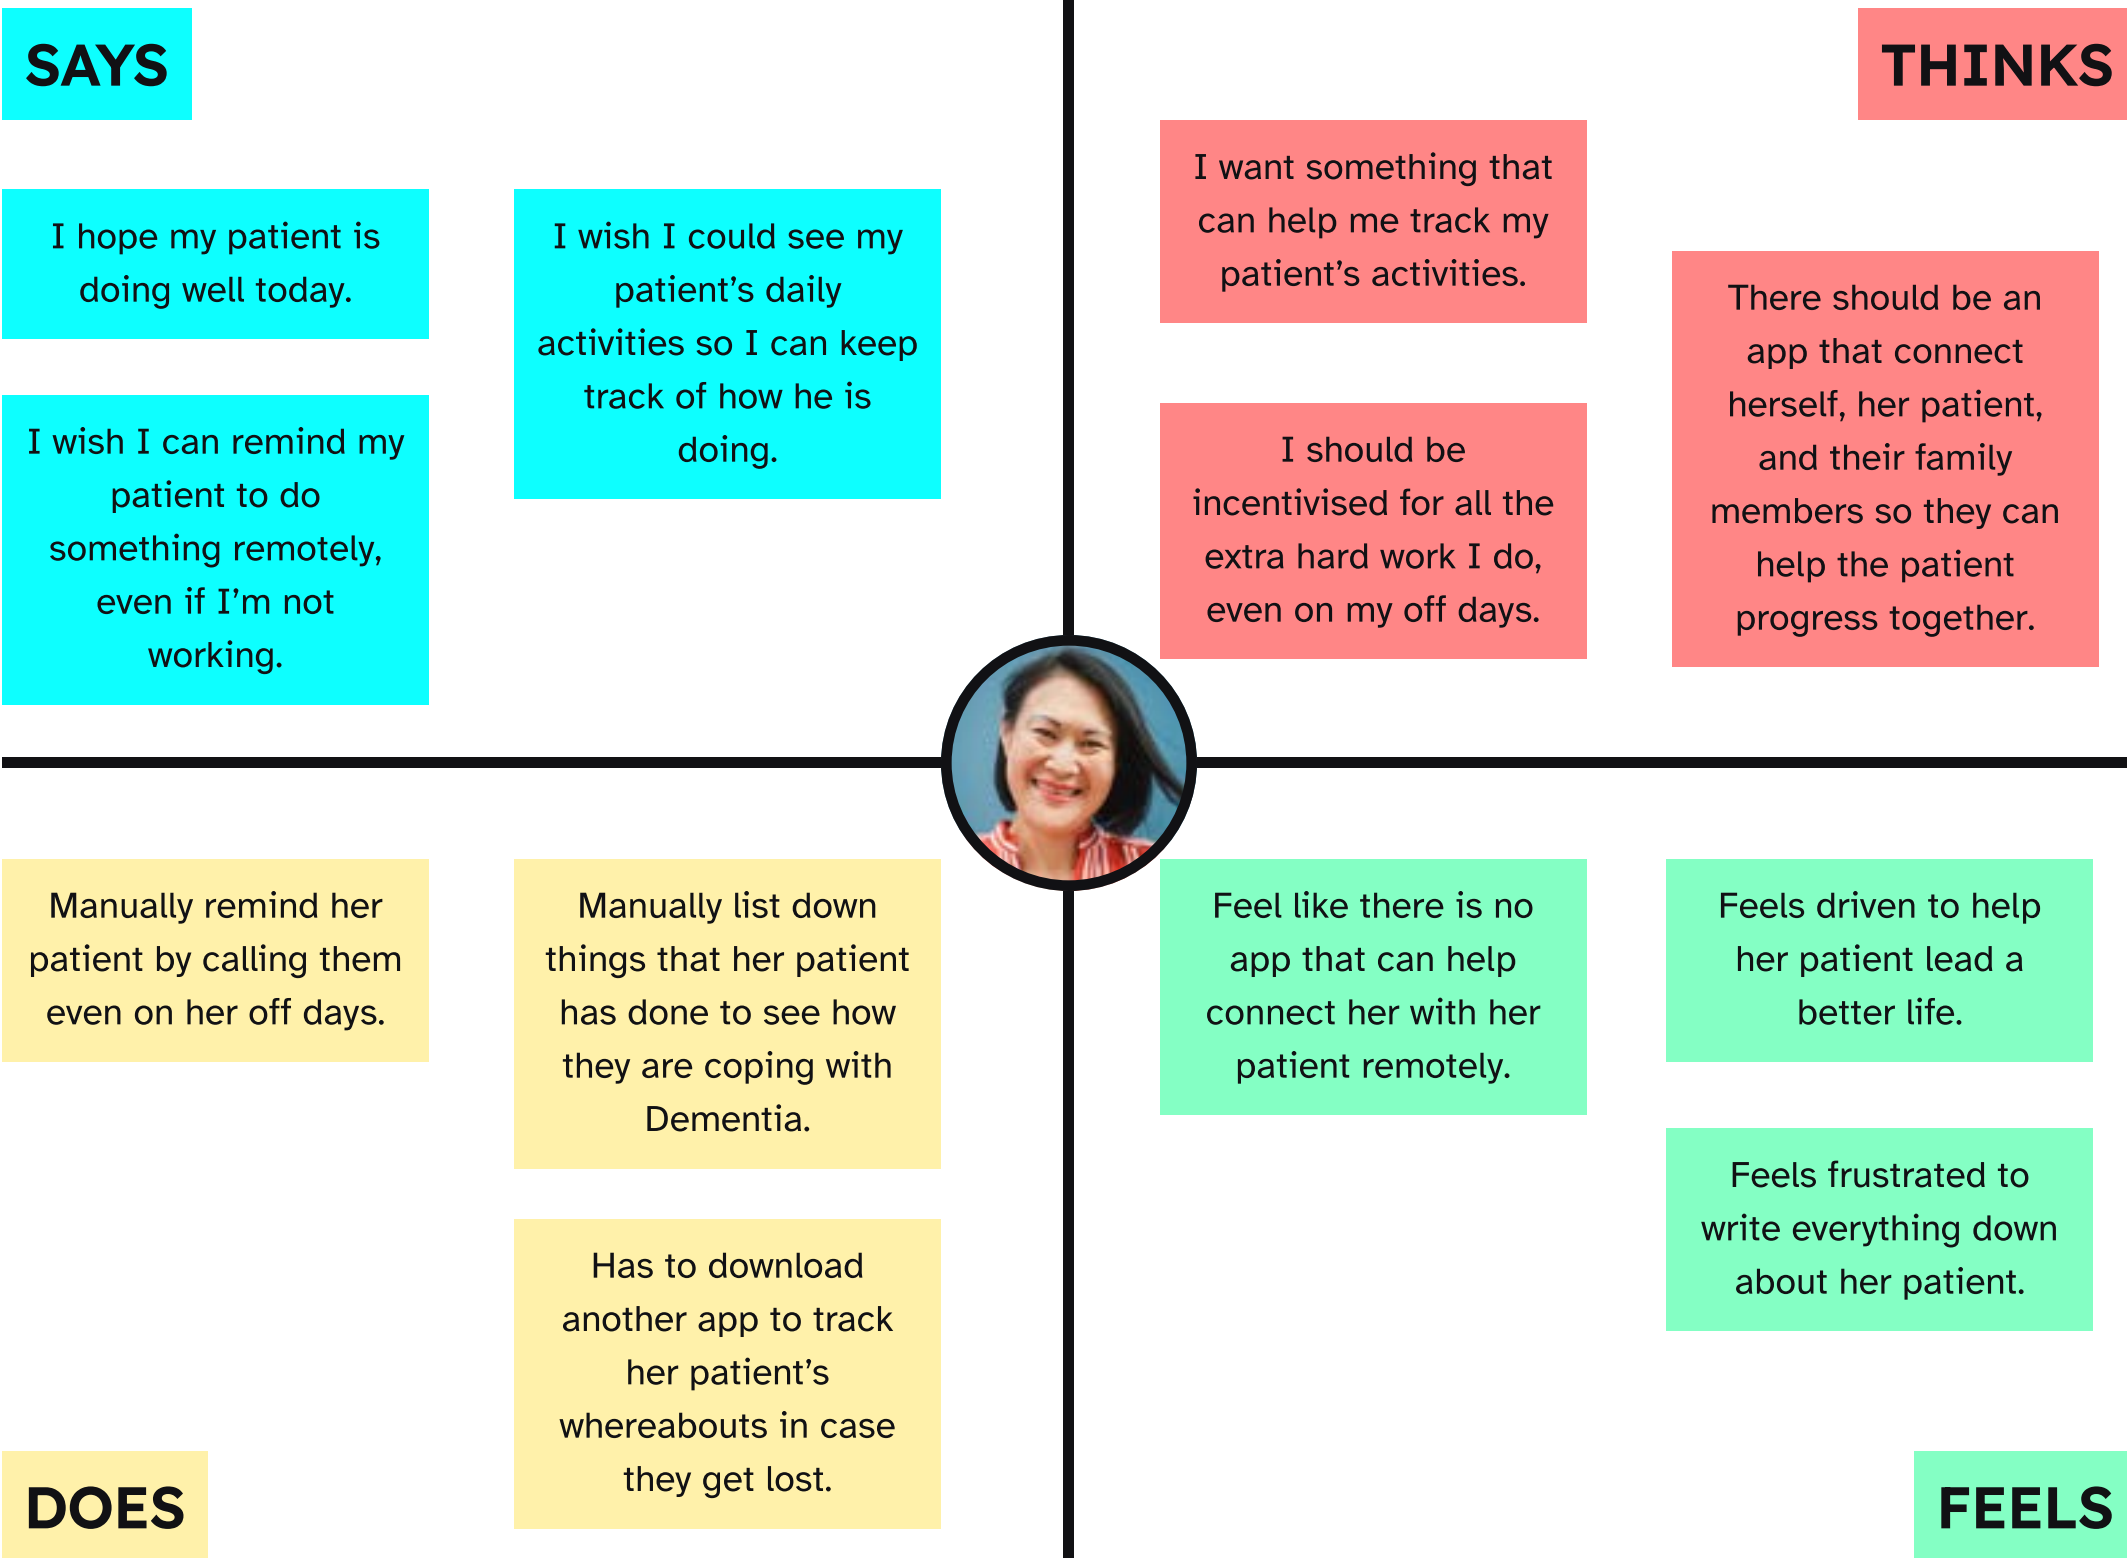 SAYS
I hope my patient is
doing well today.
I wish I can remind my
patient to do
something remotely,
even if I’m not
working.
I wish I could see my
patient’s daily
activities so I can keep
track of how he is
doing.
THINKS
I want something that
can help me track my
patient’s activities.
I should be
incentivised for all the
extra hard work I do,
even on my off days.
There should be an
app that connect
herself, her patient,
and their family
members so they can
help the patient
progress together.
Manually remind her
patient by calling them
even on her off days.
Manually list down
things that her patient
has done to see how
they are coping with
Dementia.
Has to download
another app to track
her patient’s
whereabouts in case
they get lost.
DOES
Feel like there is no
app that can help
connect her with her
patient remotely.
Feels driven to help
her patient lead a
better life.
Feels frustrated to
write everything down
about her patient.
FEELS